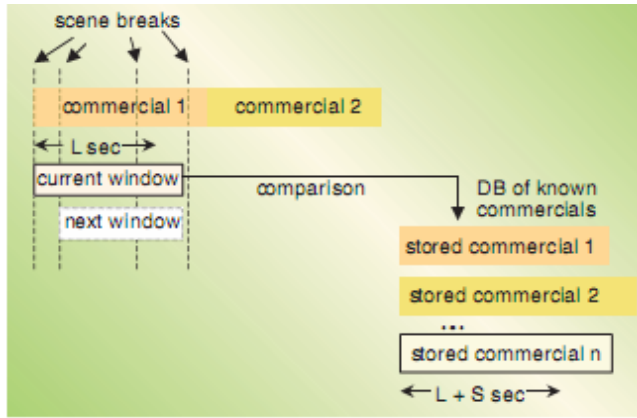 scene breaks
commercial 1
commercial 2
L sec
current window
comparison
DB of known
commercials
next window
stored commercial 1
stored commercial 2
...
stored commercial n
L + S sec